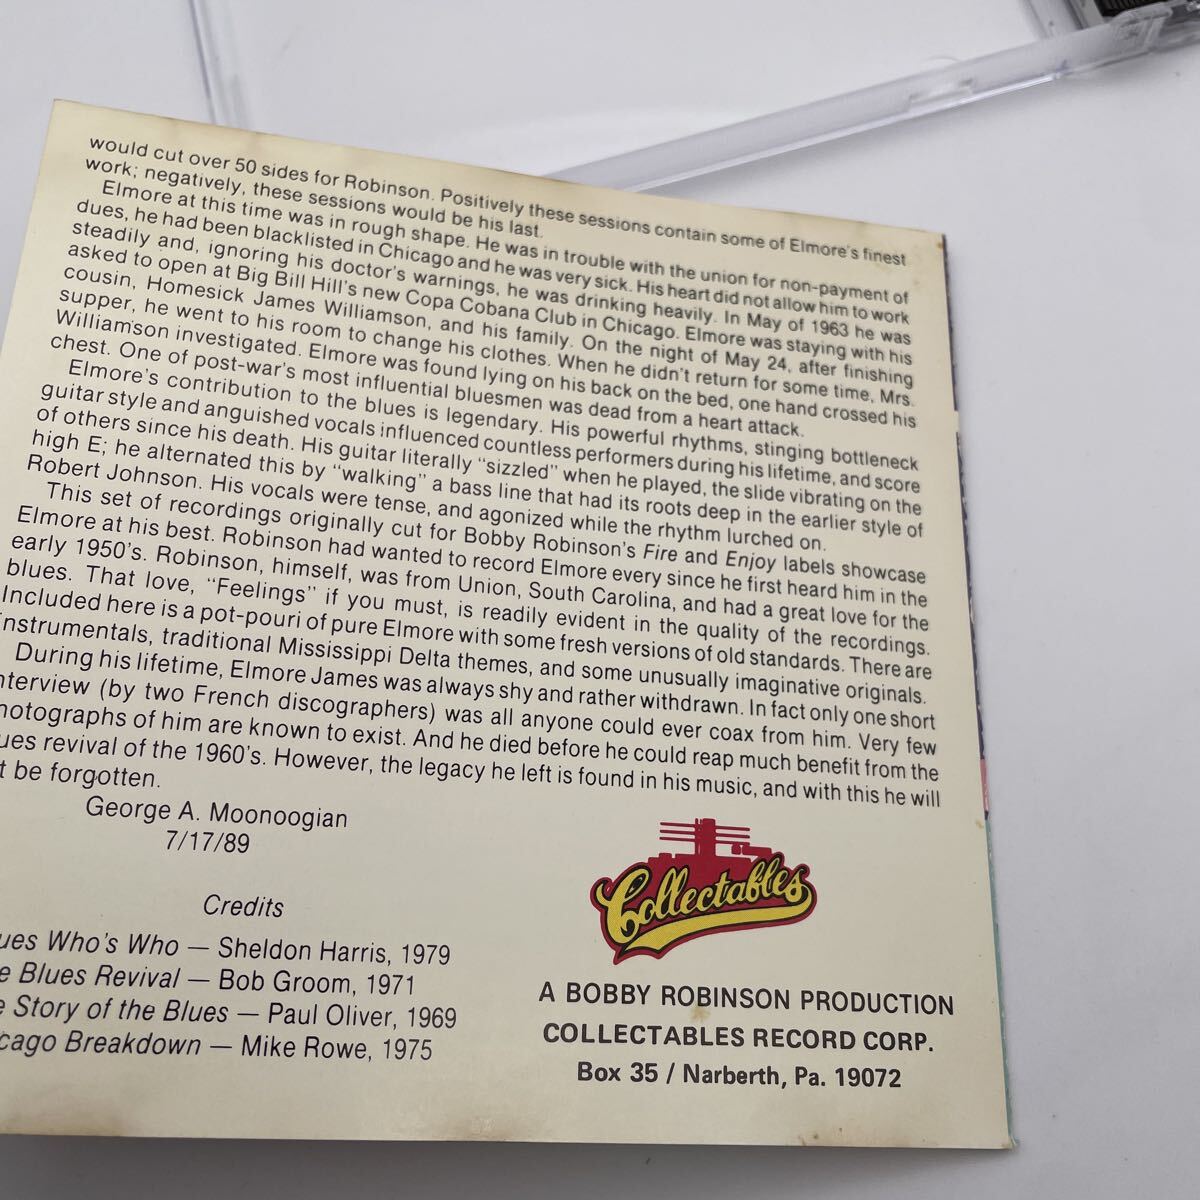 would cut over 50 sides for Robinson. Positively these sessions contain some of Elmore's finest
work; negatively, these sessions would be his last.
Elmore at this time was in rough shape. He was in trouble with the union for non-payment of
dues, he had been blacklisted in Chicago and he was very sick. His heart did not allow him to work
steadily and, ignoring his doctor's warnings, he was drinking heavily. In May of 1963 he was
asked to open at Big Bill Hill's new Copa Cobana Club in Chicago. Elmore was staying with his
cousin, Homesick James Williamson, and his family. On the night of May 24, after finishing
supper, he went to his room to change his clothes. When he didn't return for some time, Mrs.
Williamson investigated. Elmore was found lying on his back on the bed, one hand crossed his
chest. One of post-war's most influential bluesmen was dead from a heart attack.
Elmore's contribution to the blues is legendary. His powerful rhythms, stinging bottleneck
guitar style and anguished vocals influenced countless performers during his lifetime, and score
of others since his death. His guitar literally "sizzled" when he played, the slide vibrating on the
high E; he alternated this by "walking" a bass line that had its roots deep in the earlier style of
Robert Johnson. His vocals were tense, and agonized while the rhythm lurched on.
This set of recordings originally cut for Bobby Robinson's Fire and Enjoy labels showcase
Elmore at his best. Robinson had wanted to record Elmore every since he first heard him in the
early 1950's. Robinson, himself, was from Union, South Carolina, and had a great love for the
blues. That love, "Feelings" if you must, is readily evident in the quality of the recordings.
Included here is a pot-pouri of pure Elmore with some fresh versions of old standards. There are
instrumentals, traditional Mississippi Delta themes, and some unusually imaginative originals.
During his lifetime, Elmore James was always shy and rather withdrawn. In fact only one short
nterview (by two French discographers) was all anyone could ever coax from him. Very few
hotographs of him are known to exist. And he died before he could reap much benefit from the
ues revival of the 1960's. However, the legacy he left is found in his music, and with this he will
t be forgotten.
George A. Moonoogian
7/17/89
Credits
ues Who's Who — Sheldon Harris, 1979
e Blues Revival — Bob Groom, 1971
e Story of the Blues — Paul Oliver, 1969
cago Breakdown — Mike Rowe, 1975
Collectables
A BOBBY ROBINSON PRODUCTION
COLLECTABLES RECORD CORP.
Box 35 / Narberth, Pa. 19072